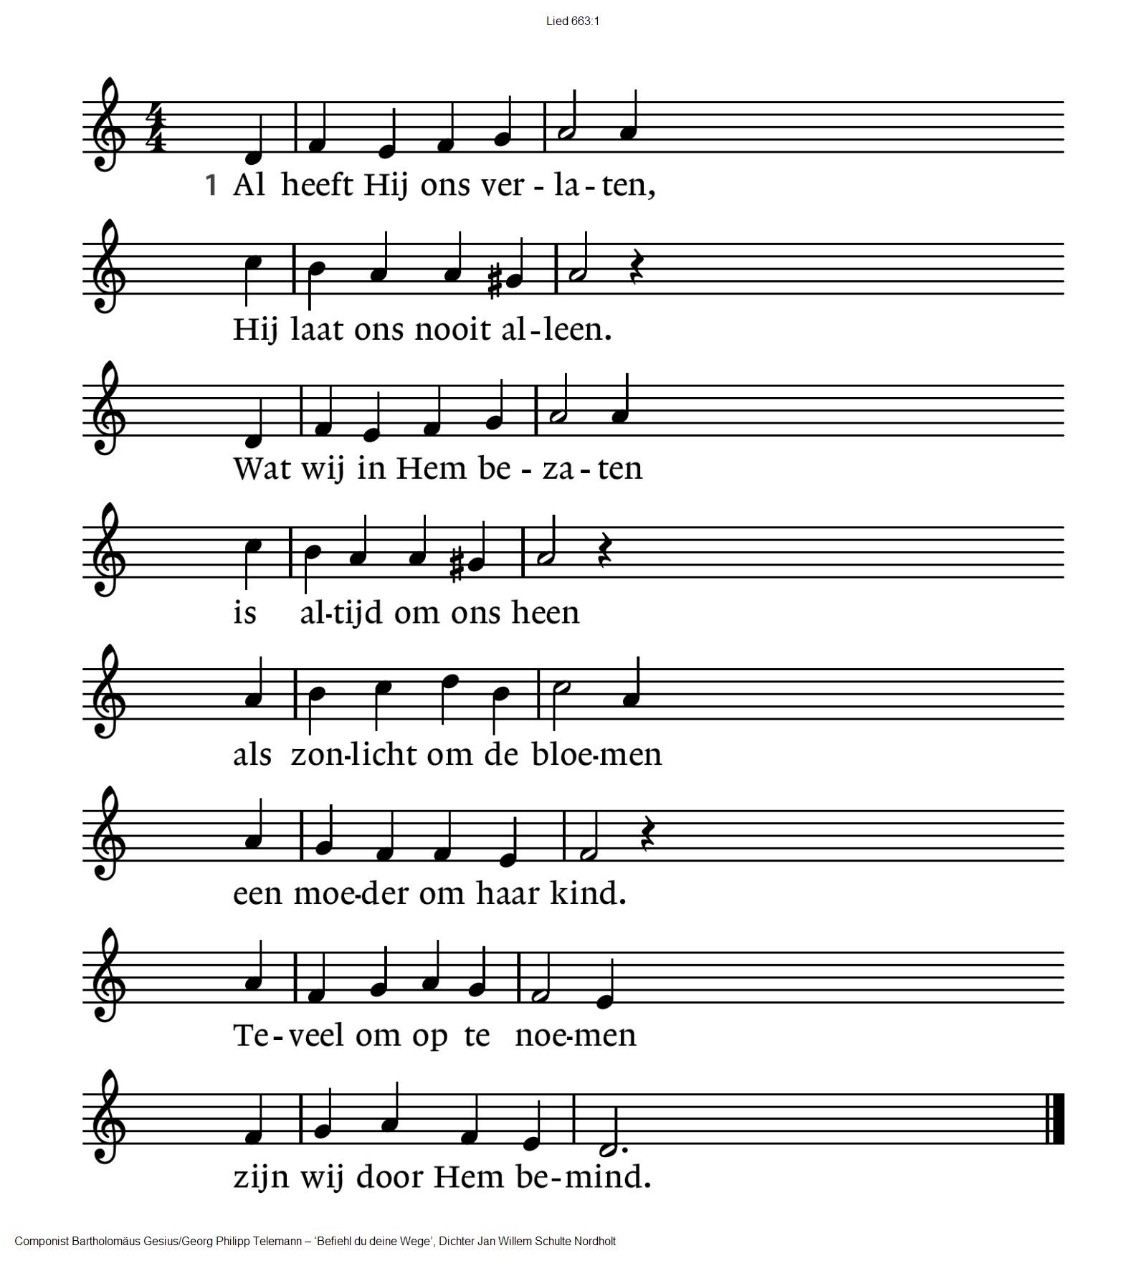 Lied 663:1
1 Al heeft Hij ons ver - la - ten,
Hij laat ons nooit al - leen.
Wat wij in Hem be - za - ten
is al-tijd om ons heen
als zon-licht om de bloe-men
een moe-der om haar kind.
Te - veel om op te noe-men
zijn wij door Hem be - mind.
Componist Bartholomäus Gesius/Georg Philipp Telemann – ‘Befiehl du deine Wege’, Dichter Jan Willem Schulte Nordholt